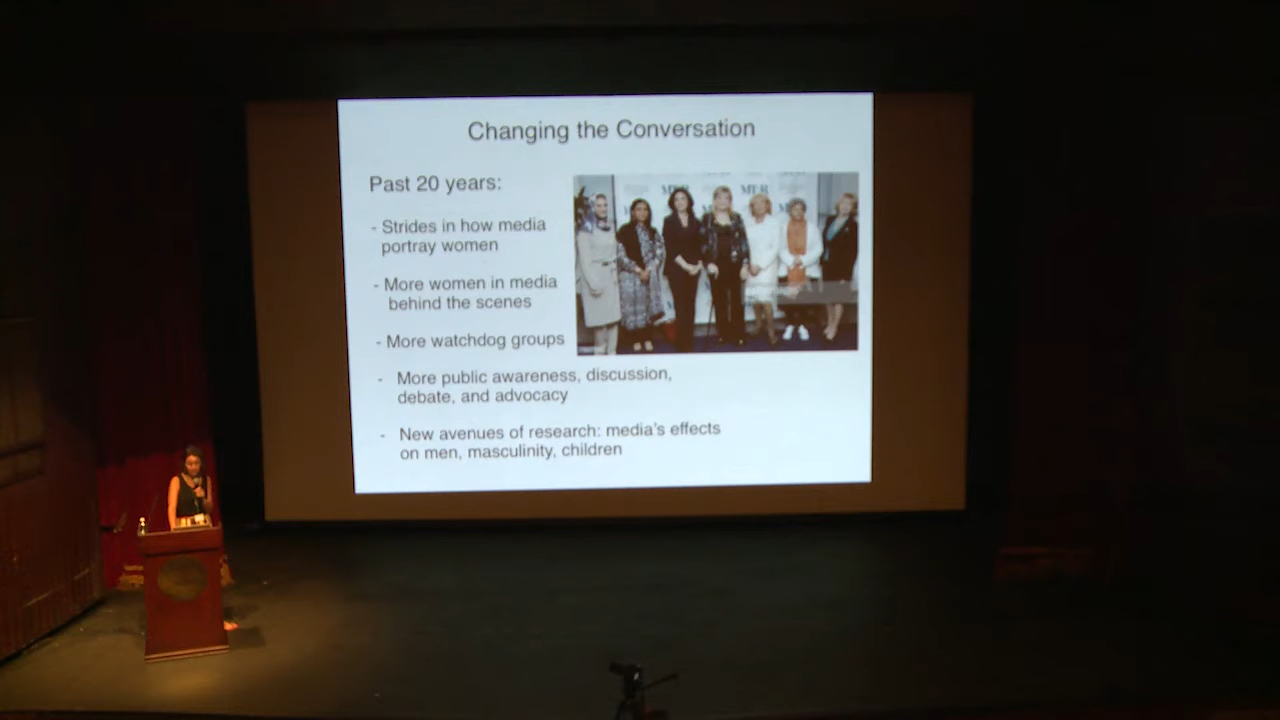 Changing the Conversation
Past 20 years:
- Strides in how media
portray women
- More women in media
behind the scenes
- More watchdog groups
- More public awareness, discussion,
debate, and advocacy
- New avenues of research: media's effects
on men, masculinity, children